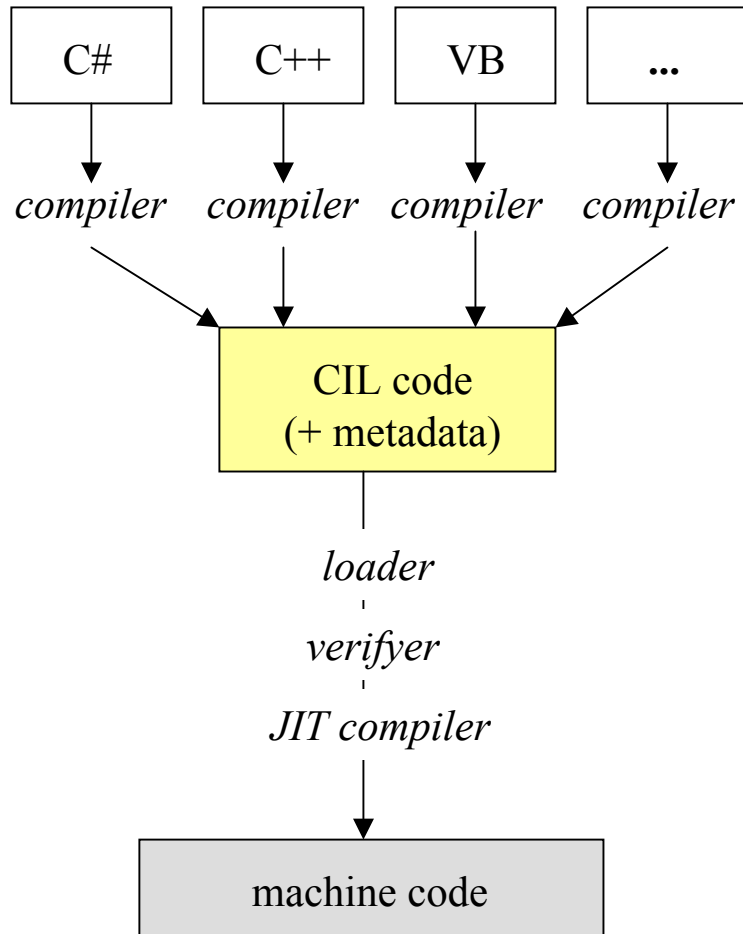 C#
C++
VB
...
compiler
compiler
compiler
compiler
CIL code
(+ metadata)
loader
verifyer
JIT compiler
machine code